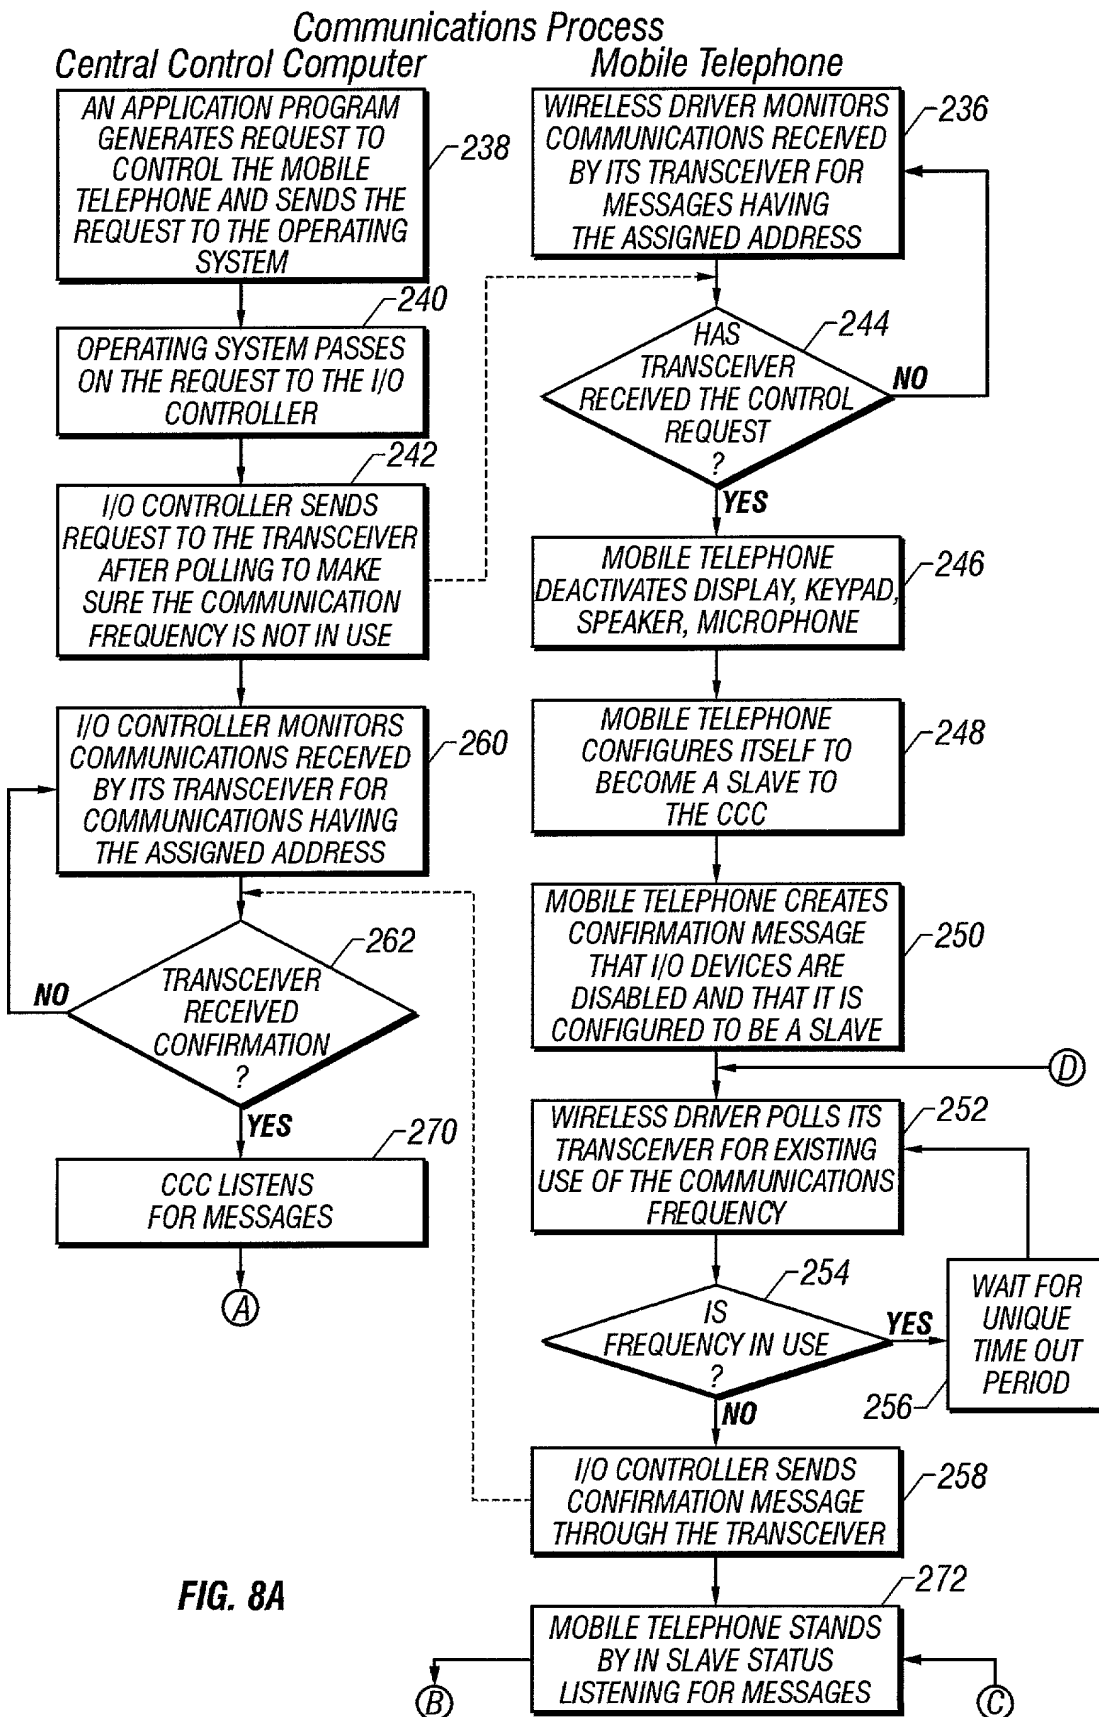 Communications Process
Central Control Computer
AN APPLICATION PROGRAM
GENERATES REQUEST TO
CONTROL THE MOBILE
TELEPHONE AND SENDS THE
REQUEST TO THE OPERATING
SYSTEM
238
240
OPERATING SYSTEM PASSES
ON THE REQUEST TO THE I/O
CONTROLLER
242
I/O CONTROLLER SENDS
REQUEST TO THE TRANSCEIVER
AFTER POLLING TO MAKE
SURE THE COMMUNICATION
FREQUENCY IS NOT IN USE
I/O CONTROLLER MONITORS
COMMUNICATIONS RECEIVED
BY ITS TRANSCEIVER FOR
COMMUNICATIONS HAVING
THE ASSIGNED ADDRESS
260
262
TRANSCEIVER
RECEIVED
CONFIRMATION
?
NO
YES
270
CCC LISTENS
FOR MESSAGES
A
Mobile Telephone
WIRELESS DRIVER MONITORS
COMMUNICATIONS RECEIVED
BY ITS TRANSCEIVER FOR
MESSAGES HAVING
THE ASSIGNED ADDRESS
236
244
HAS
TRANSCEIVER
RECEIVED THE CONTROL
REQUEST
?
NO
YES
MOBILE TELEPHONE
DEACTIVATES DISPLAY, KEYPAD,
SPEAKER, MICROPHONE
246
MOBILE TELEPHONE
CONFIGURES ITSELF TO
BECOME A SLAVE TO
THE CCC
248
MOBILE TELEPHONE CREATES
CONFIRMATION MESSAGE
THAT I/O DEVICES ARE
DISABLED AND THAT IT IS
CONFIGURED TO BE A SLAVE
250
D
WIRELESS DRIVER POLLS ITS
TRANSCEIVER FOR EXISTING
USE OF THE COMMUNICATIONS
FREQUENCY
252
254
IS
FREQUENCY IN USE
?
YES
NO
WAIT FOR
UNIQUE
TIME OUT
PERIOD
256
I/O CONTROLLER SENDS
CONFIRMATION MESSAGE
THROUGH THE TRANSCEIVER
258
272
MOBILE TELEPHONE STANDS
BY IN SLAVE STATUS
LISTENING FOR MESSAGES
B
C
FIG. 8A